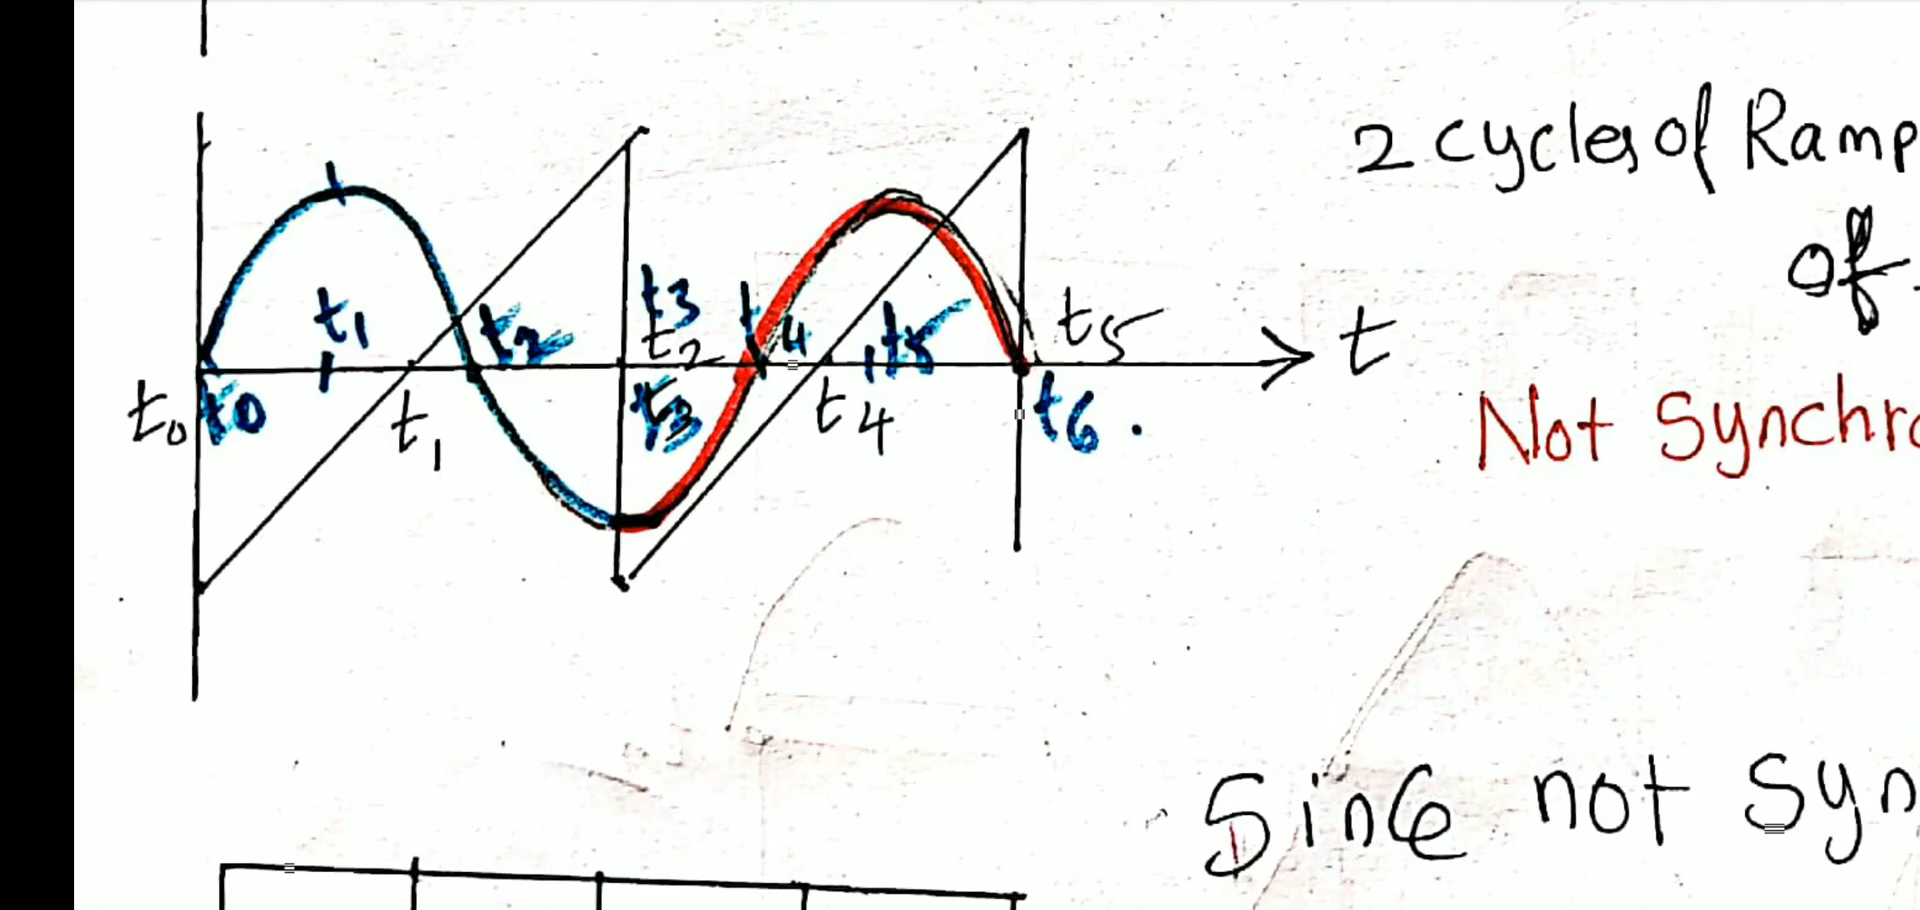 2 cycles of Ramp
of
Not Synchro
t1
t3
t2
t2
t4
t5
t5
t
t0
t0
t1
t3
t4
t6.
Since not Syn